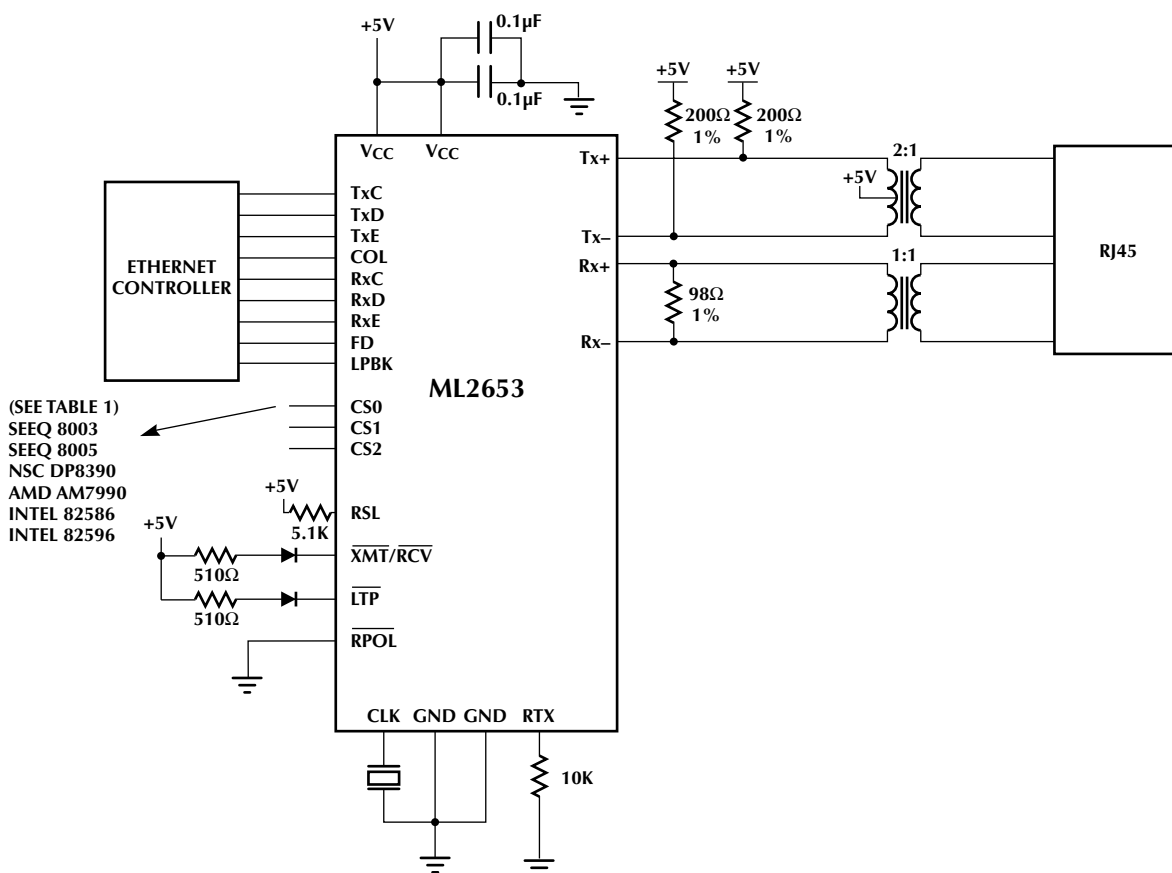 +5V
0.1µF
0.1µF
+5V
+5V
200Ω
1%
200Ω
1%
VCC
VCC
Tx+
2:1
+5V
Tx–
Rx+
1:1
98Ω
1%
Rx–
RJ45
ETHERNET
CONTROLLER
TxC
TxD
TxE
COL
RxC
RxD
RxE
FD
LPBK
ML2653
(SEE TABLE 1)
SEEQ 8003
SEEQ 8005
NSC DP8390
AMD AM7990
INTEL 82586
INTEL 82596
CS0
CS1
CS2
+5V
5.1K
RSL
+5V
510Ω
XMT/RCV
510Ω
LTP
RPOL
CLK
GND
GND
RTX
10K